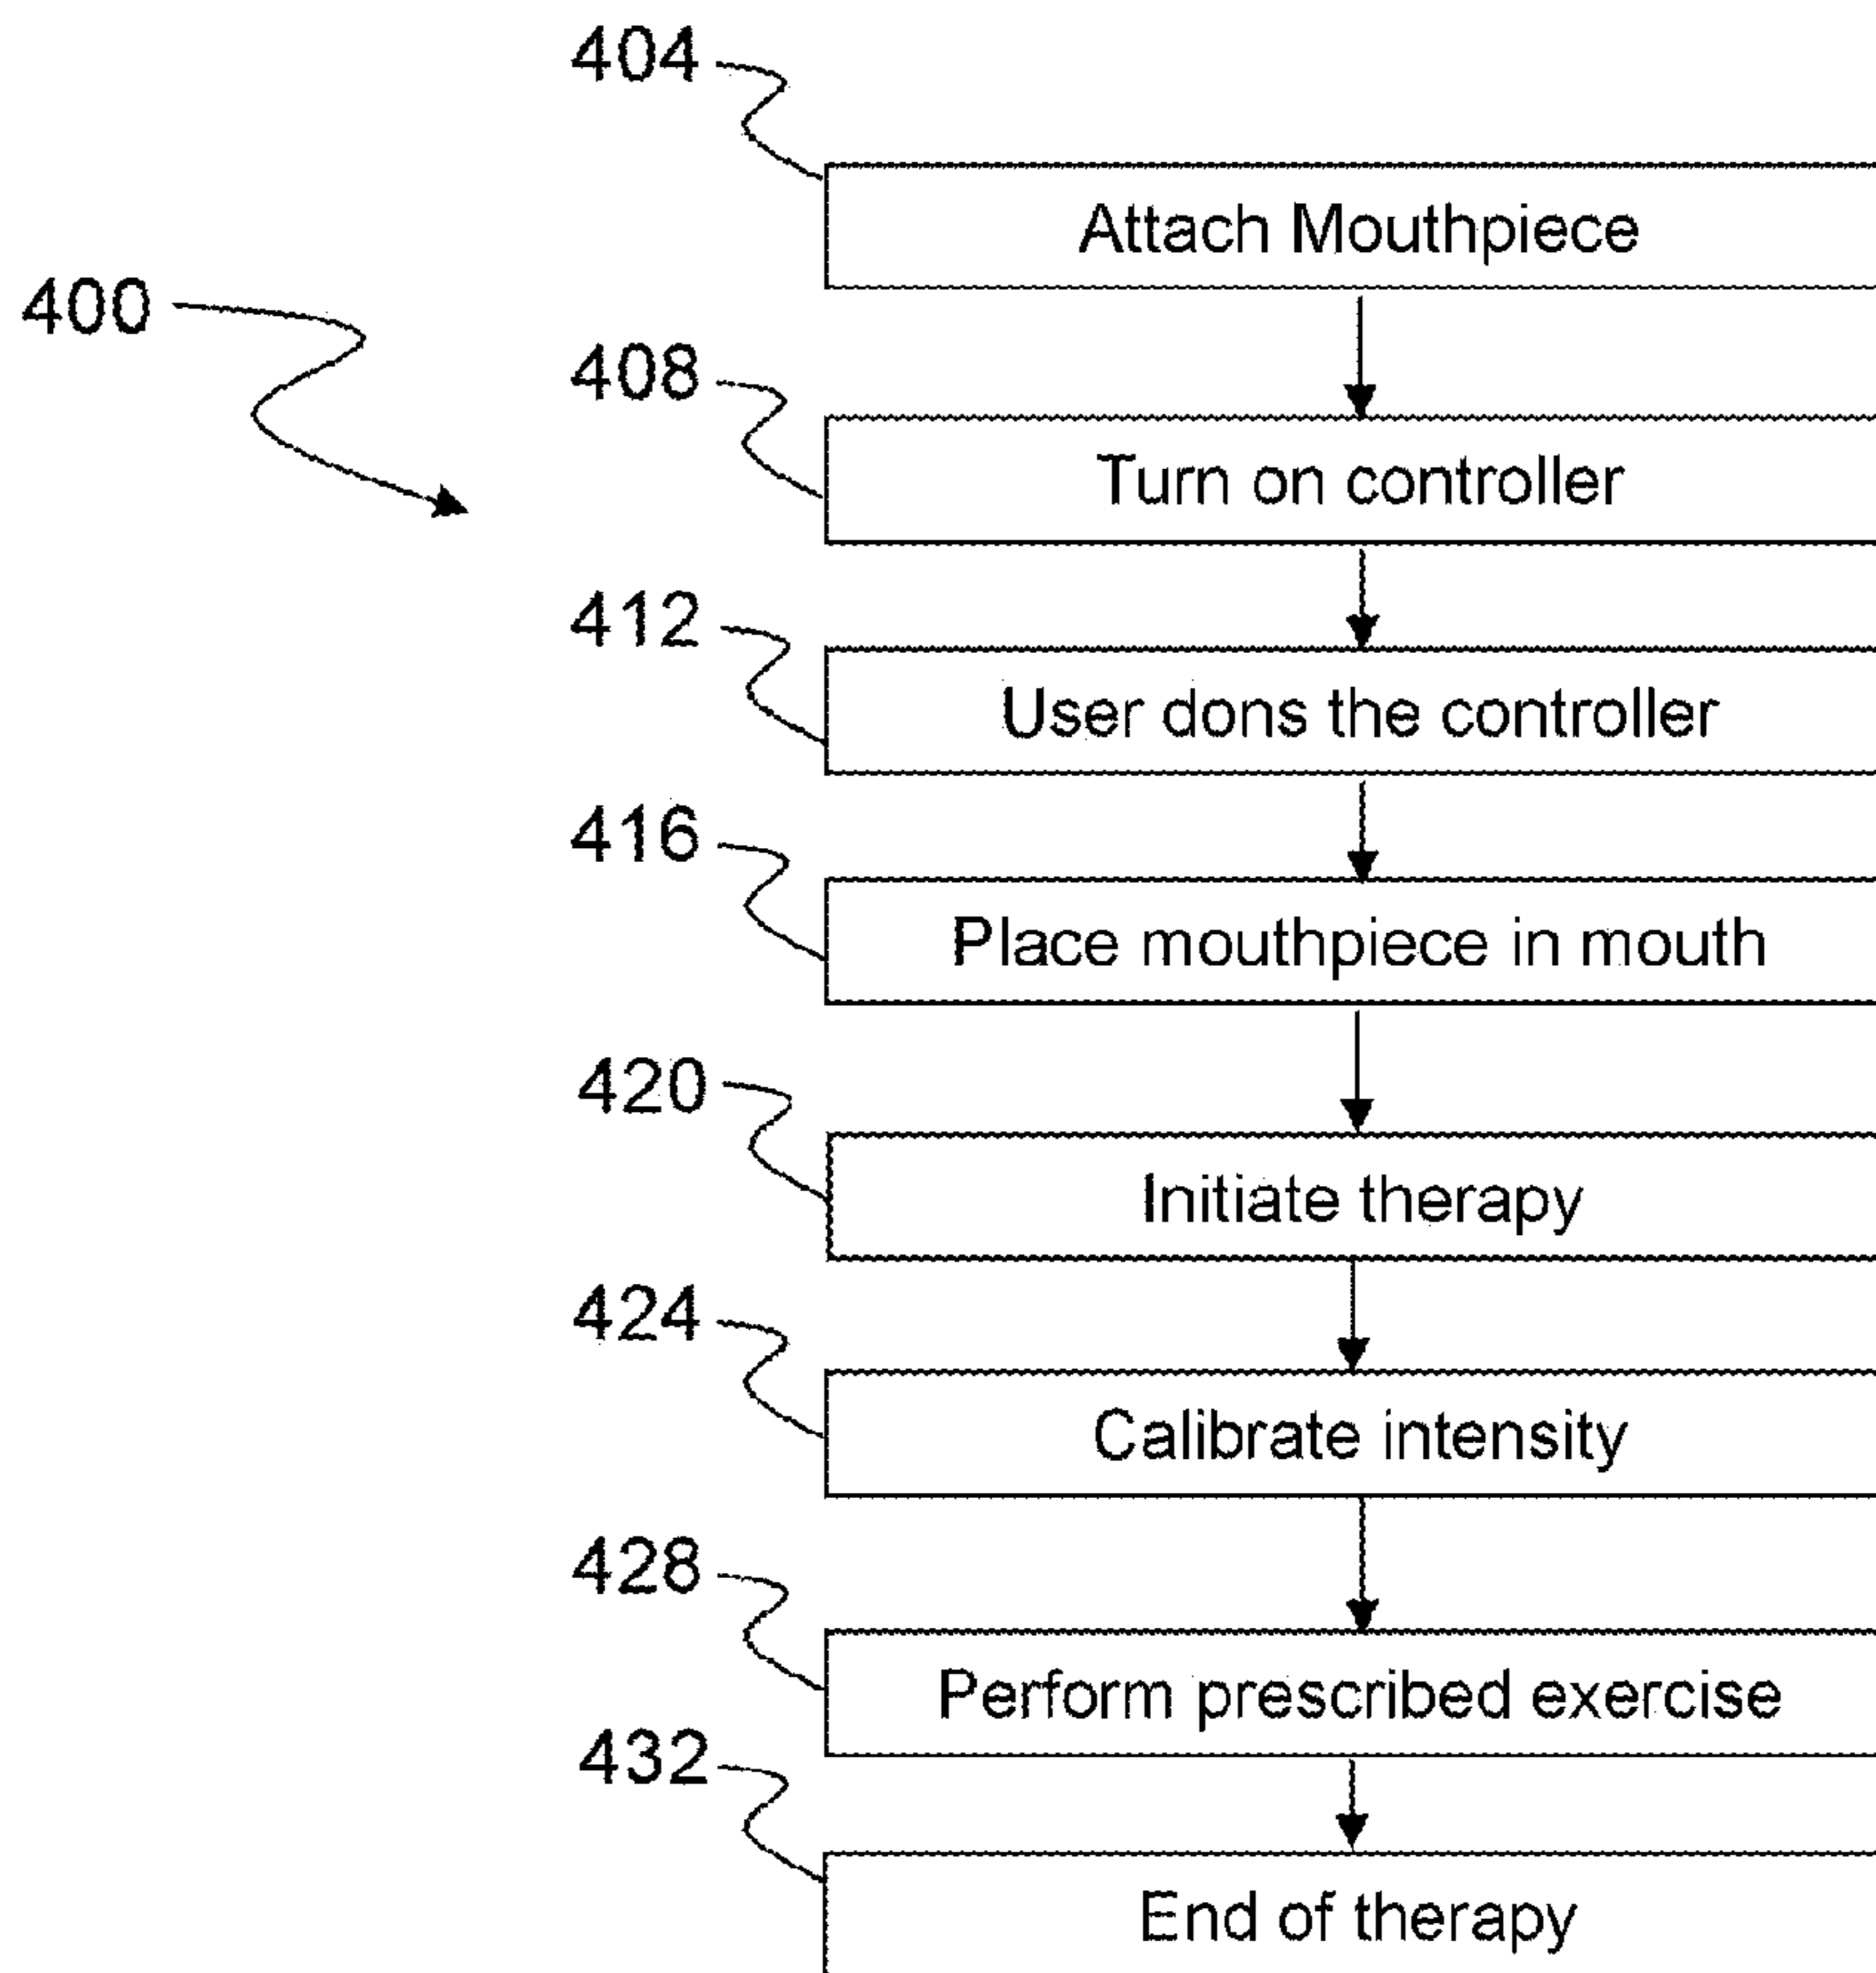 404
Attach Mouthpiece
400
408
Turn on controller
412
User dons the controller
416
Place mouthpiece in mouth
420
Initiate therapy
424
Calibrate intensity
428
Perform prescribed exercise
432
End of therapy